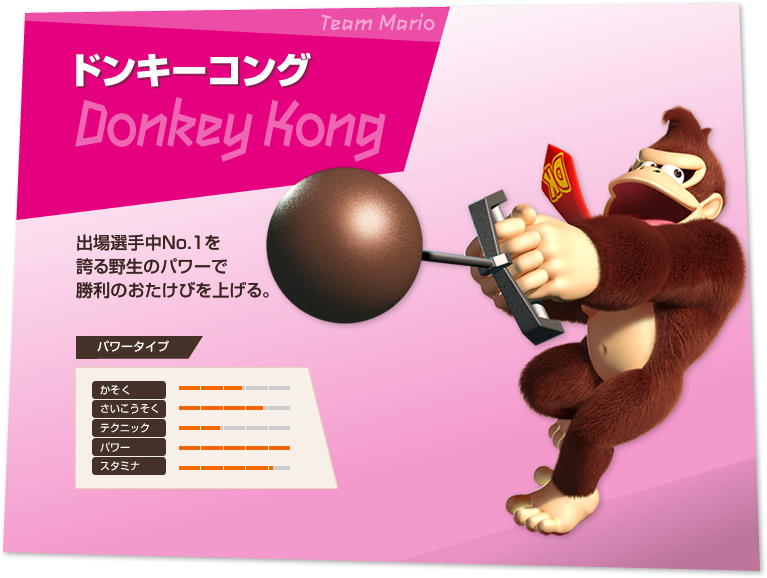 Team Mario
ドンキーコング
Donkey Kong
DK
出場選手中No.1を
誇る野生のパワーで
勝利のおたけびを上げる。
パワータイプ
かそく
さいこうそく
テクニック
パワー
スタミナ